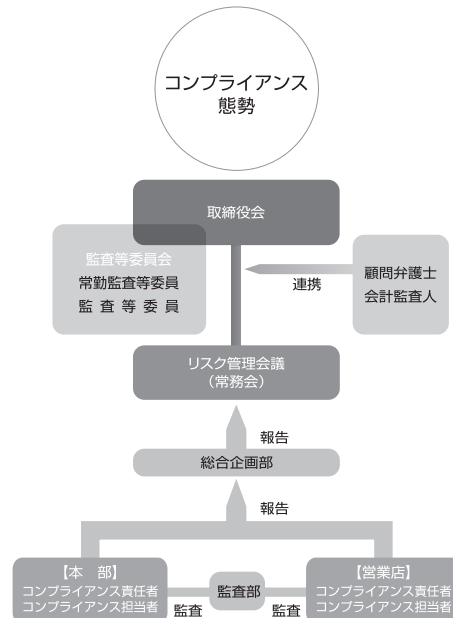 コンプライアンス
態勢
取締役会
監査等委員会
常勤監査等委員
監査等委員
顧問弁護士
会計監査人
連携
リスク管理会議
（常務会）
報告
総合企画部
報告
【本　部】
コンプライアンス責任者
コンプライアンス担当者
監査部
【営業店】
コンプライアンス責任者
コンプライアンス担当者
監査
監査